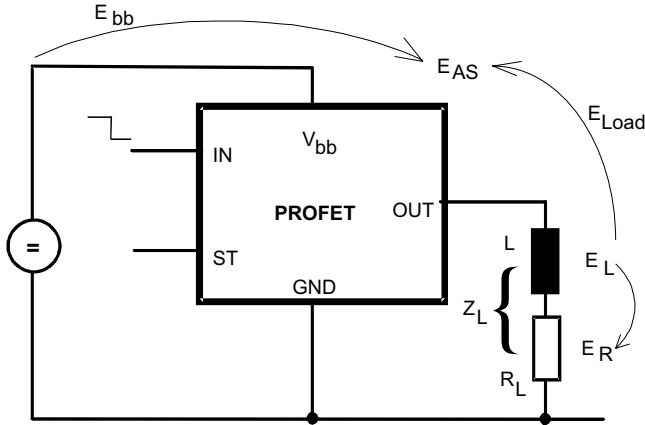 E bb
E AS
E Load
V bb
IN
PROFET
OUT
ST
GND
L
E L
Z L
E R
R L
=